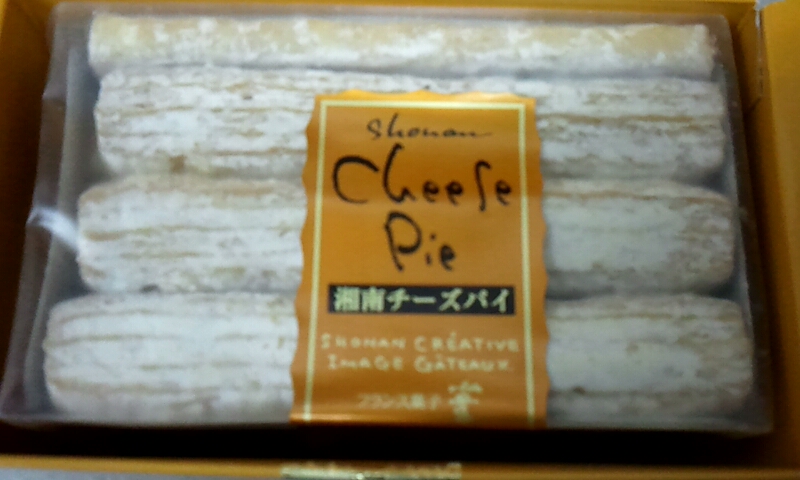 Shonan
Cheese
Pie
湘南チーズパイ
SHONAN CRÉATIVE
IMAGE GÂTEAUX
フランス菓子